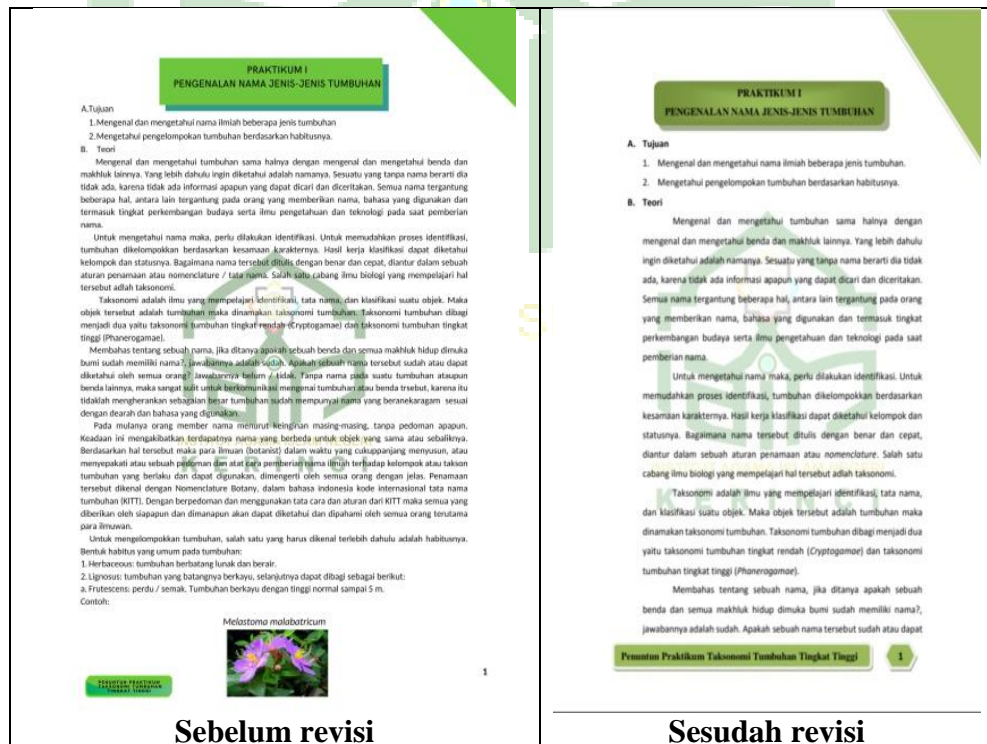 PRAKTIKUM I
PENGENALAN NAMA JENIS-JENIS TUMBUHAN
A.Tujuan
1.Mengenal dan mengetahui nama ilmiah beberapa jenis tumbuhan
2.Mengetahui pengelompokan tumbuhan berdasarkan habitusnya.
B. Teori
Mengenal dan mengetahui tumbuhan sama halnya dengan mengenal dan mengetahui benda dan
makhluk lainnya. Yang lebih dahulu ingin diketahui adalah namanya. Sesuatu yang tanpa nama berarti dia
tidak ada, karena tidak ada informasi apapun yang dapat dicari dan diceritakan. Semua nama tergantung
beberapa hal, antara lain tergantung pada orang yang memberikan nama, bahasa yang digunakan dan
termasuk tingkat perkembangan budaya serta ilmu pengetahuan dan teknologi pada saat pemberian
nama.
Untuk mengetahui nama maka, perlu dilakukan identifikasi. Untuk memudahkan proses identifikasi,
tumbuhan dikelompokkan berdasarkan kesamaan karakternya. Hasil kerja klasifikasi dapat diketahui
kelompok dan statusnya. Bagaimana nama tersebut ditulis dengan benar dan cepat, diantur dalam sebuah
aturan penamaan atau nomenclature / tata nama. Salah satu cabang ilmu biologi yang mempelajari hal
tersebut adlah taksonomi.
Taksonomi adalah ilmu yang mempelajari identifikasi, tata nama, dan klasifikasi suatu objek. Maka
objek tersebut adalah tumbuhan maka dinamakan taksonomi tumbuhan. Taksonomi tumbuhan dibagi
menjadi dua yaitu taksonomi tumbuhan tingkat rendah (Cryptogamae) dan taksonomi tumbuhan tingkat
tinggi (Phanerogamae).
Membahas tentang sebuah nama, jika ditanya apakah sebuah benda dan semua makhluk hidup dimuka
bumi sudah memiliki nama?, jawabannya adalah sudah. Apakah sebuah nama tersebut sudah atau dapat
diketahui oleh semua orang? Jawabannya belum / tidak. Tanpa nama pada suatu tumbuhan ataupun
benda lainnya, maka sangat sulit untuk berkomunikasi mengenai tumbuhan atau benda trsebut, karena itu
tidaklah mengherankan sebagian besar tumbuhan sudah mempunyai nama yang beranekaragam sesuai
dengan dearah dan bahasa yang digunakan.
Pada mulanya orang member nama menurut keinginan masing-masing, tanpa pedoman apapun.
Keadaan ini mengakibatkan terdapatnya nama yang berbeda untuk objek yang sama atau sebaliknya.
Berdasarkan hal tersebut maka para ilmuan (botanist) dalam waktu yang cukuppanjang menyusun, atau
menyepakati atau sebuah pedoman dan atat cara pemberian nama ilmiah terhadap kelompok atau takson
tumbuhan yang berlaku dan dapat digunakan, dimengerti oleh semua orang dengan jelas. Penamaan
tersebut dikenal dengan Nomenclature Botany, dalam bahasa indonesia kode internasional tata nama
tumbuhan (KITT). Dengan berpedoman dan menggunakan tata cara dan aturan dari KITT maka semua yang
diberikan oleh siapapun dan dimanapun akan dapat diketahui dan dipahami oleh semua orang terutama
para ilmuwan.
Untuk mengelompokkan tumbuhan, salah satu yang harus dikenal terlebih dahulu adalah habitusnya.
Bentuk habitus yang umum pada tumbuhan:
1. Herbaceous: tumbuhan berbatang lunak dan berair.
2. Lignosus: tumbuhan yang batangnya berkayu, selanjutnya dapat dibagi sebagai berikut:
a. Frutescens: perdu / semak. Tumbuhan berkayu dengan tinggi normal sampai 5 m.
Contoh:
Melastoma malabatricum
PENUNTUN PRAKTIKUM
TAKSONOMI TUMBUHAN
TINGKAT TINGGI
1
KERINCI
Sebelum revisi
PRAKTIKUM I
PENGENALAN NAMA JENIS-JENIS TUMBUHAN
A. Tujuan
1. Mengenal dan mengetahui nama ilmiah beberapa jenis tumbuhan.
2. Mengetahui pengelompokan tumbuhan berdasarkan habitusnya.
B. Teori
Mengenal dan mengetahui tumbuhan sama halnya dengan
mengenal dan mengetahui benda dan makhluk lainnya. Yang lebih dahulu
ingin diketahui adalah namanya. Sesuatu yang tanpa nama berarti dia tidak
ada, karena tidak ada informasi apapun yang dapat dicari dan diceritakan.
Semua nama tergantung beberapa hal, antara lain tergantung pada orang
yang memberikan nama, bahasa yang digunakan dan termasuk tingkat
perkembangan budaya serta ilmu pengetahuan dan teknologi pada saat
pemberian nama.
Untuk mengetahui nama maka, perlu dilakukan identifikasi. Untuk
memudahkan proses identifikasi, tumbuhan dikelompokkan berdasarkan
kesamaan karakternya. Hasil kerja klasifikasi dapat diketahui kelompok dan
statusnya. Bagaimana nama tersebut ditulis dengan benar dan cepat,
diantur dalam sebuah aturan penamaan atau nomenclature. Salah satu
cabang ilmu biologi yang mempelajari hal tersebut adlah taksonomi.
Taksonomi adalah ilmu yang mempelajari identifikasi, tata nama,
dan klasifikasi suatu objek. Maka objek tersebut adalah tumbuhan maka
dinamakan taksonomi tumbuhan. Taksonomi tumbuhan dibagi menjadi dua
yaitu taksonomi tumbuhan tingkat rendah (Cryptogamae) dan taksonomi
tumbuhan tingkat tinggi (Phanerogamae).
Membahas tentang sebuah nama, jika ditanya apakah sebuah
benda dan semua makhluk hidup dimuka bumi sudah memiliki nama?,
jawabannya adalah sudah. Apakah sebuah nama tersebut sudah atau dapat
Penuntun Praktikum Taksonomi Tumbuhan Tingkat Tinggi
1
KERINCI
Sesudah revisi